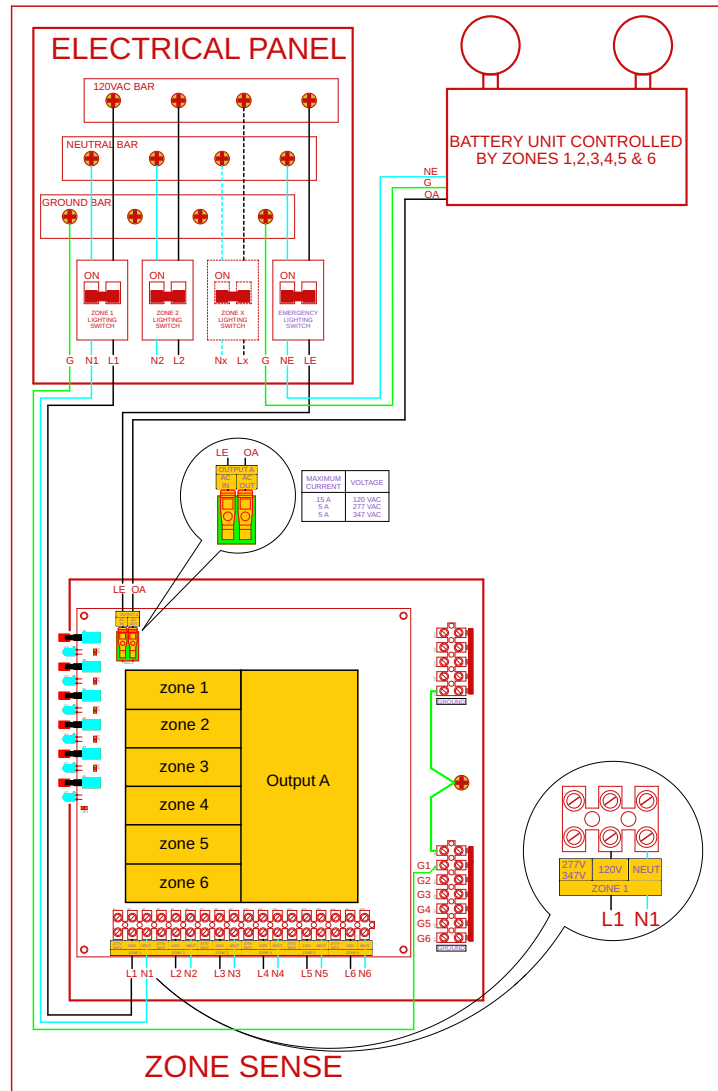 ELECTRICAL PANEL
120VAC BAR
NEUTRAL BAR
GROUND BAR
ON
ZONE 1
LIGHTING
SWITCH
ON
ZONE 2
LIGHTING
SWITCH
ON
ZONE X
LIGHTING
SWITCH
ON
EMERGENCY
LIGHTING
SWITCH
G N1 L1 N2 L2 Nx Lx G NE LE
BATTERY UNIT CONTROLLED
BY ZONES 1,2,3,4,5 & 6
NE
G
OA
LE OA
OUTPUT A
AC IN
AC OUT
MAXIMUM CURRENT VOLTAGE
15 A 120 VAC
5 A 277 VAC
5 A 347 VAC
LE OA
zone 1
zone 2
zone 3
zone 4
zone 5
zone 6
Output A
GROUND
G1
G2
G3
G4
G5
G6
GROUND
L1 N1 L2 N2 L3 N3 L4 N4 L5 N5 L6 N6
277V
347V
120V
NEUT
ZONE 1
L1 N1
ZONE SENSE